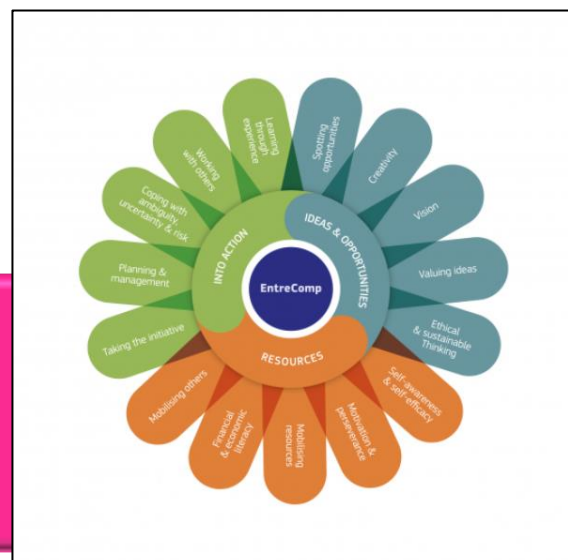 EntreComp
IDEAS & OPPORTUNITIES
Spotting
opportunities
Creativity
Vision
Valuing ideas
Ethical
& sustainable
Thinking
RESOURCES
Self-awareness
& self-efficacy
Motivation &
perseverance
Mobilising
resources
Financial
& economic
literacy
Mobilising others
INTO ACTION
Taking the initiative
Planning &
management
Coping with
ambiguity,
uncertainty & risk
Working
with others
Learning
through
experience